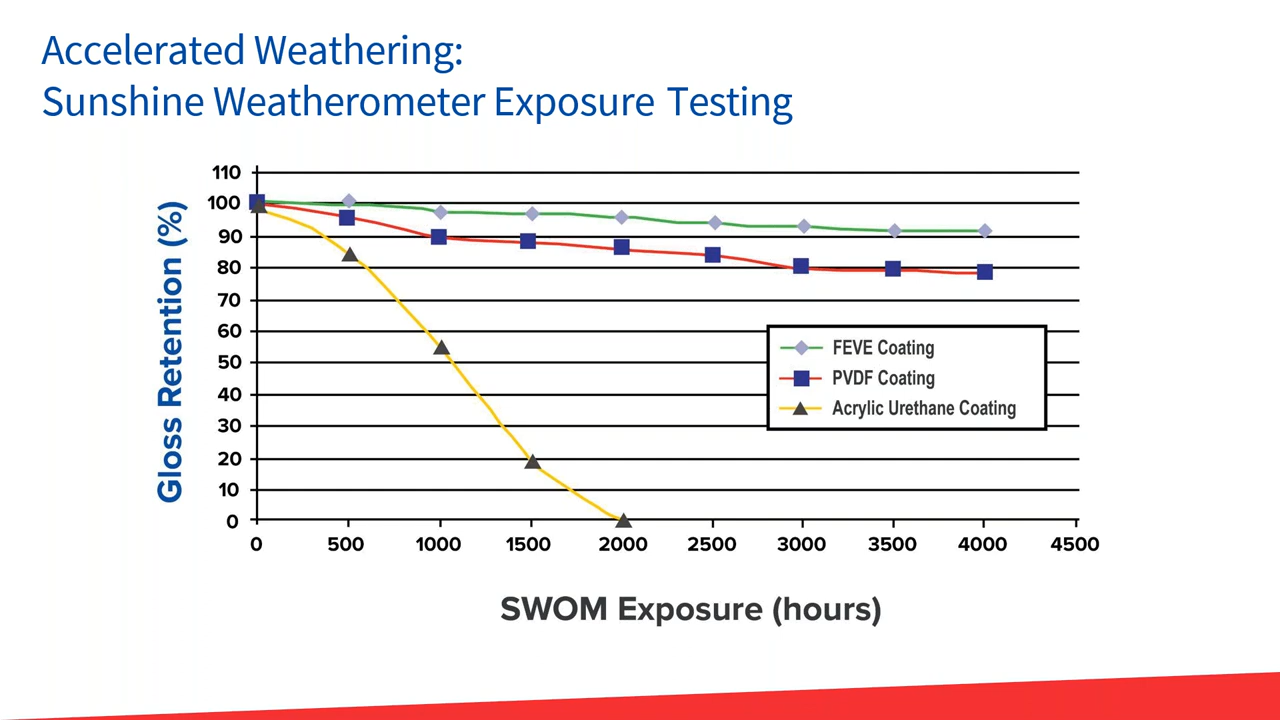 Accelerated Weathering:
Sunshine Weatherometer Exposure Testing
Gloss Retention (%)
110
100
90
80
70
60
50
40
30
20
10
0
FEVE Coating
PVDF Coating
Acrylic Urethane Coating
0 500 1000 1500 2000 2500 3000 3500 4000 4500
SWOM Exposure (hours)